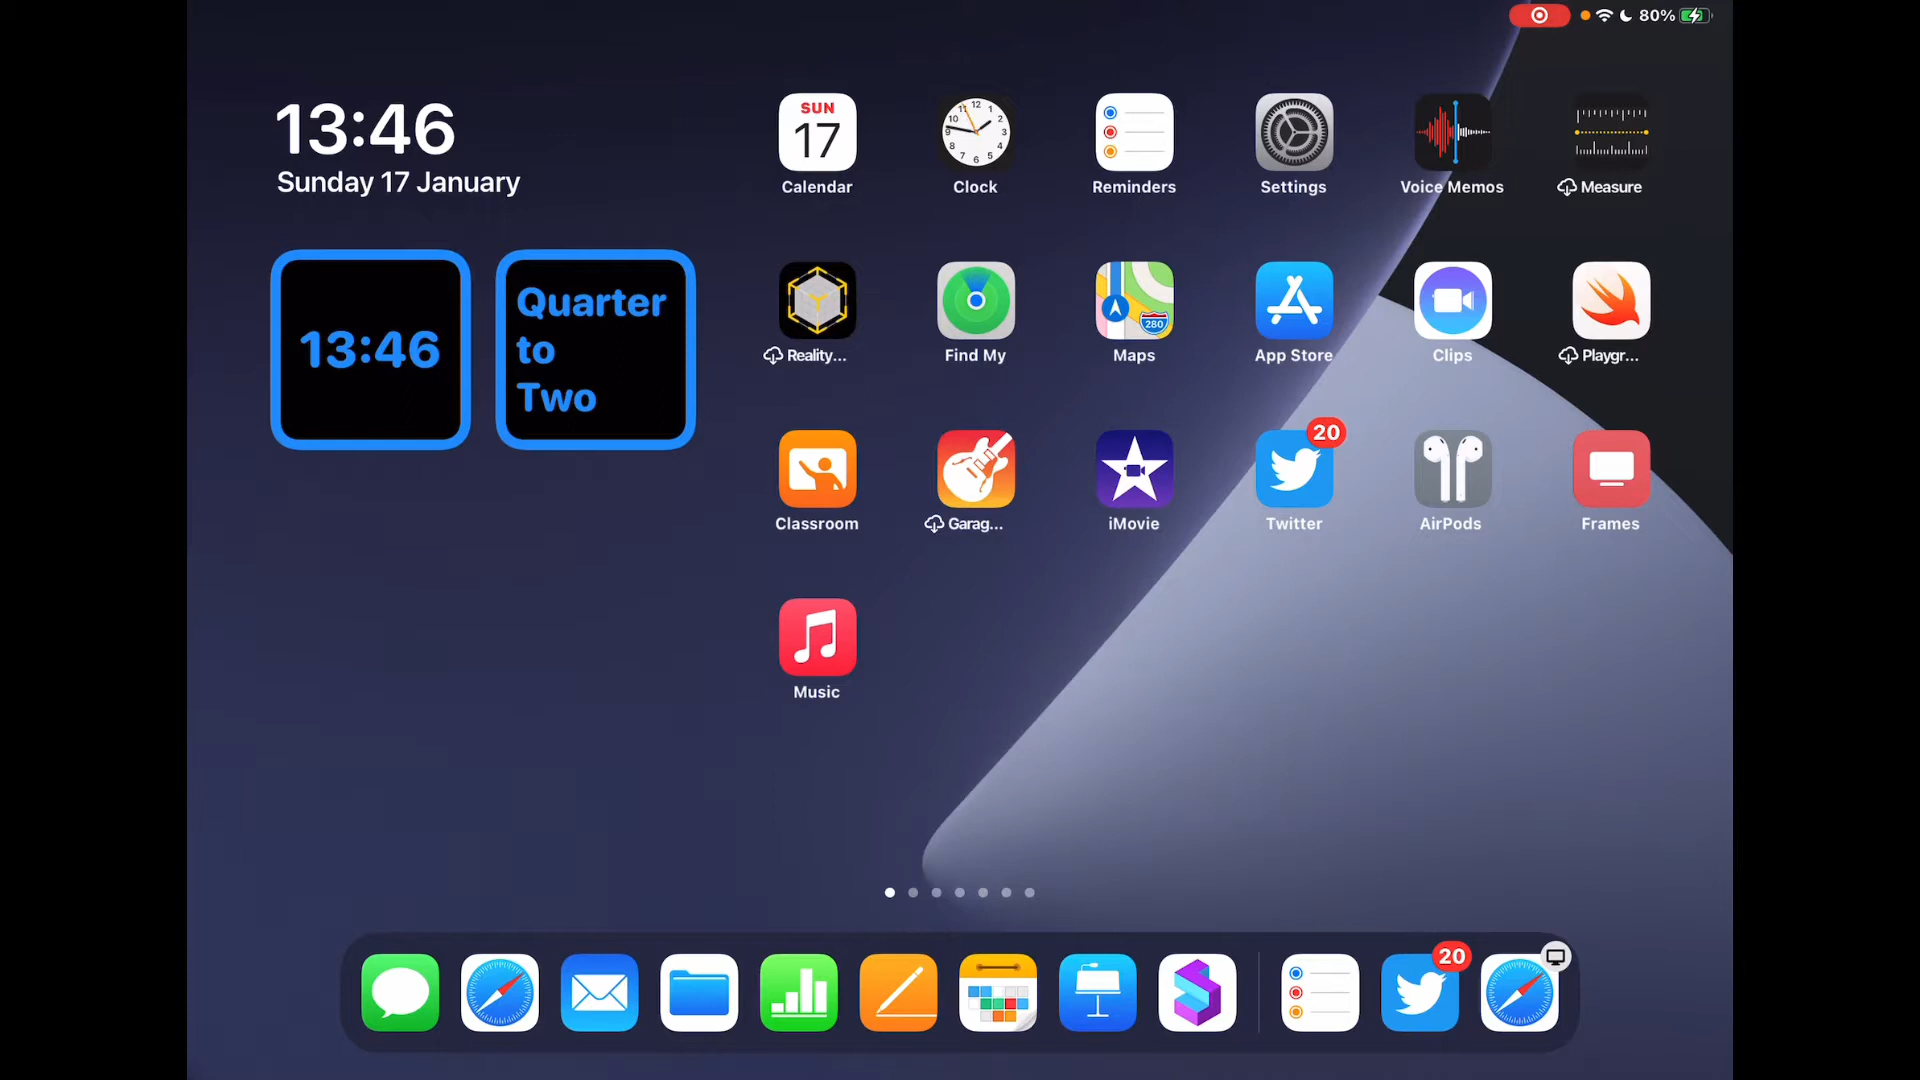 80%
13:46
Sunday 17 January
13:46
Quarter
to
Two
SUN
17
Calendar
Clock
Reminders
Settings
Voice Memos
Measure
Reality...
Find My
280
Maps
App Store
Clips
Playgr...
Classroom
Garag...
iMovie
20
Twitter
AirPods
Frames
Music
20